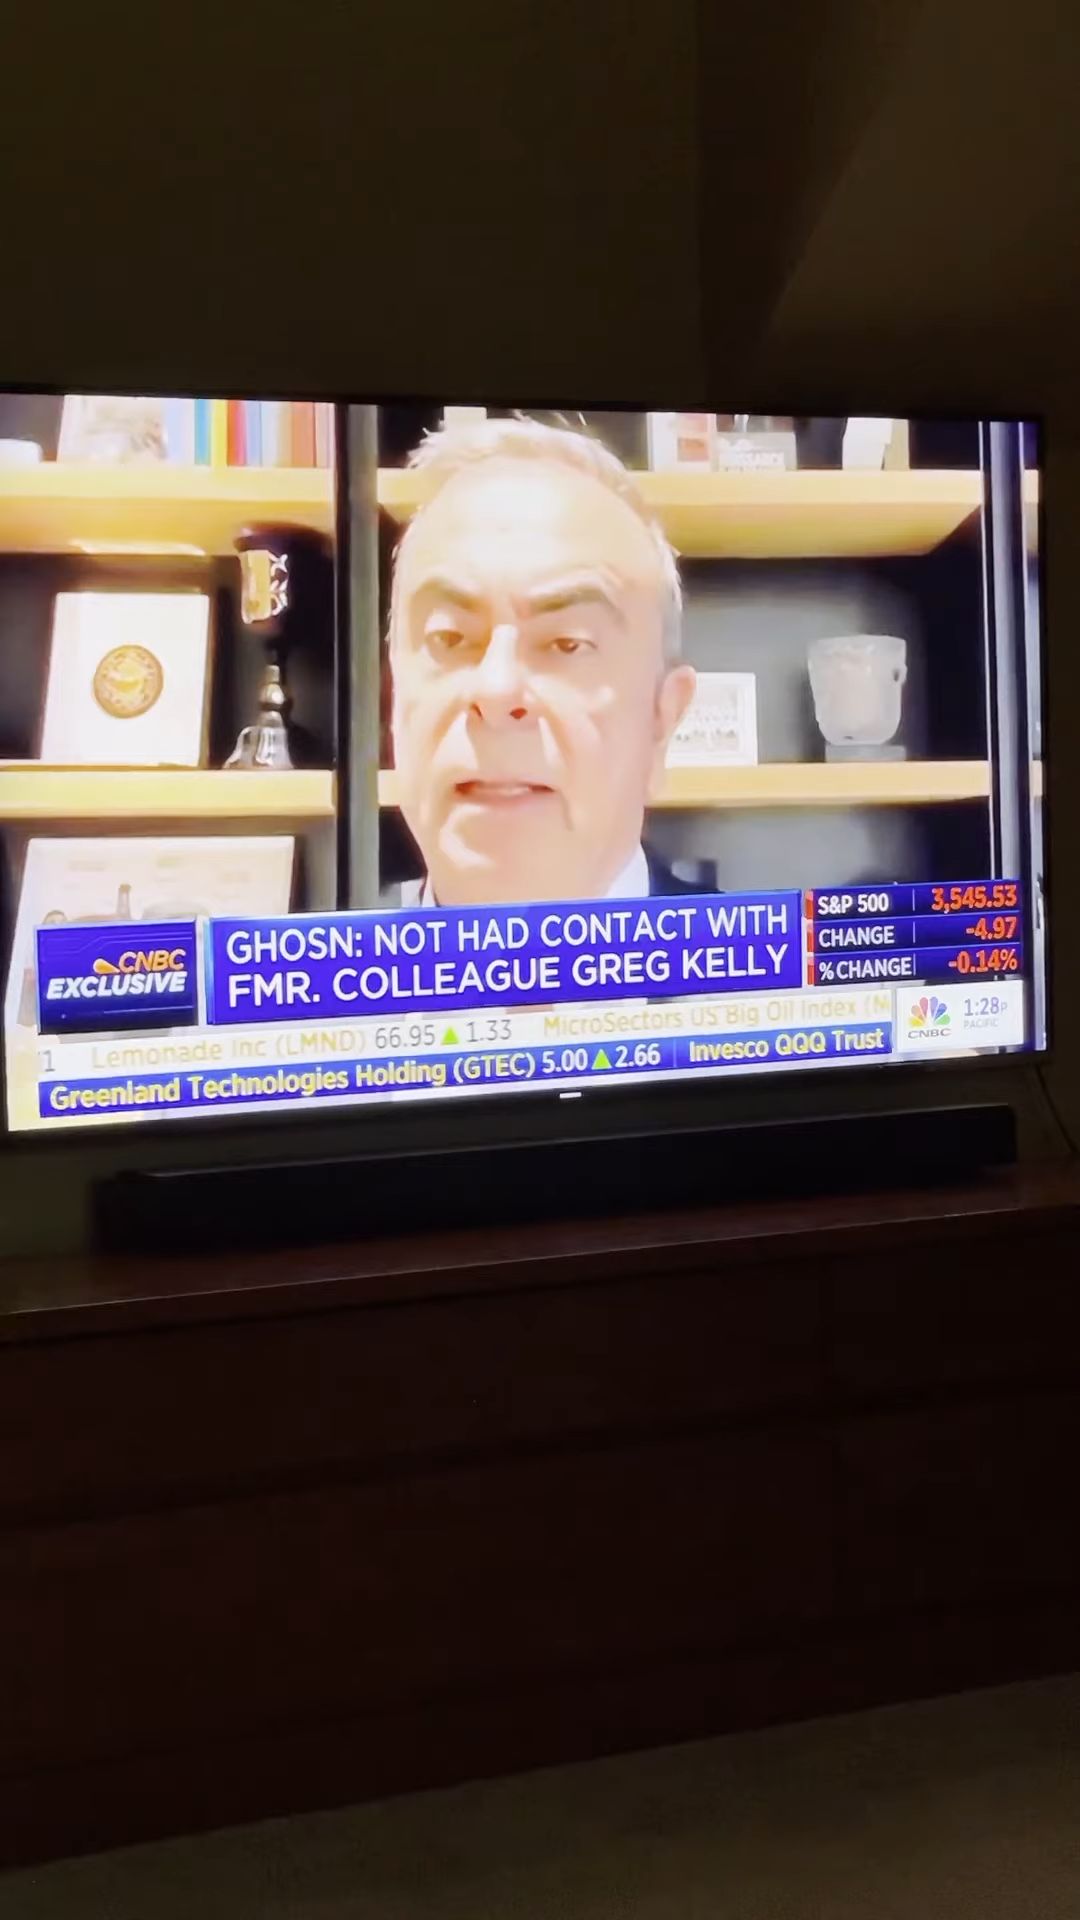 CNBC
EXCLUSIVE
GHOSN: NOT HAD CONTACT WITH
FMR. COLLEAGUE GREG KELLY
S&P 500 3,545.53
CHANGE -4.97
% CHANGE -0.14%
1 Lemonade Inc (LMND) 66.95 ▲ 1.33 MicroSectors US Big Oil Index (N
Greenland Technologies Holding (GTEC) 5.00 ▲ 2.66 Invesco QQQ Trust
CNBC
1:28P
PACIFIC